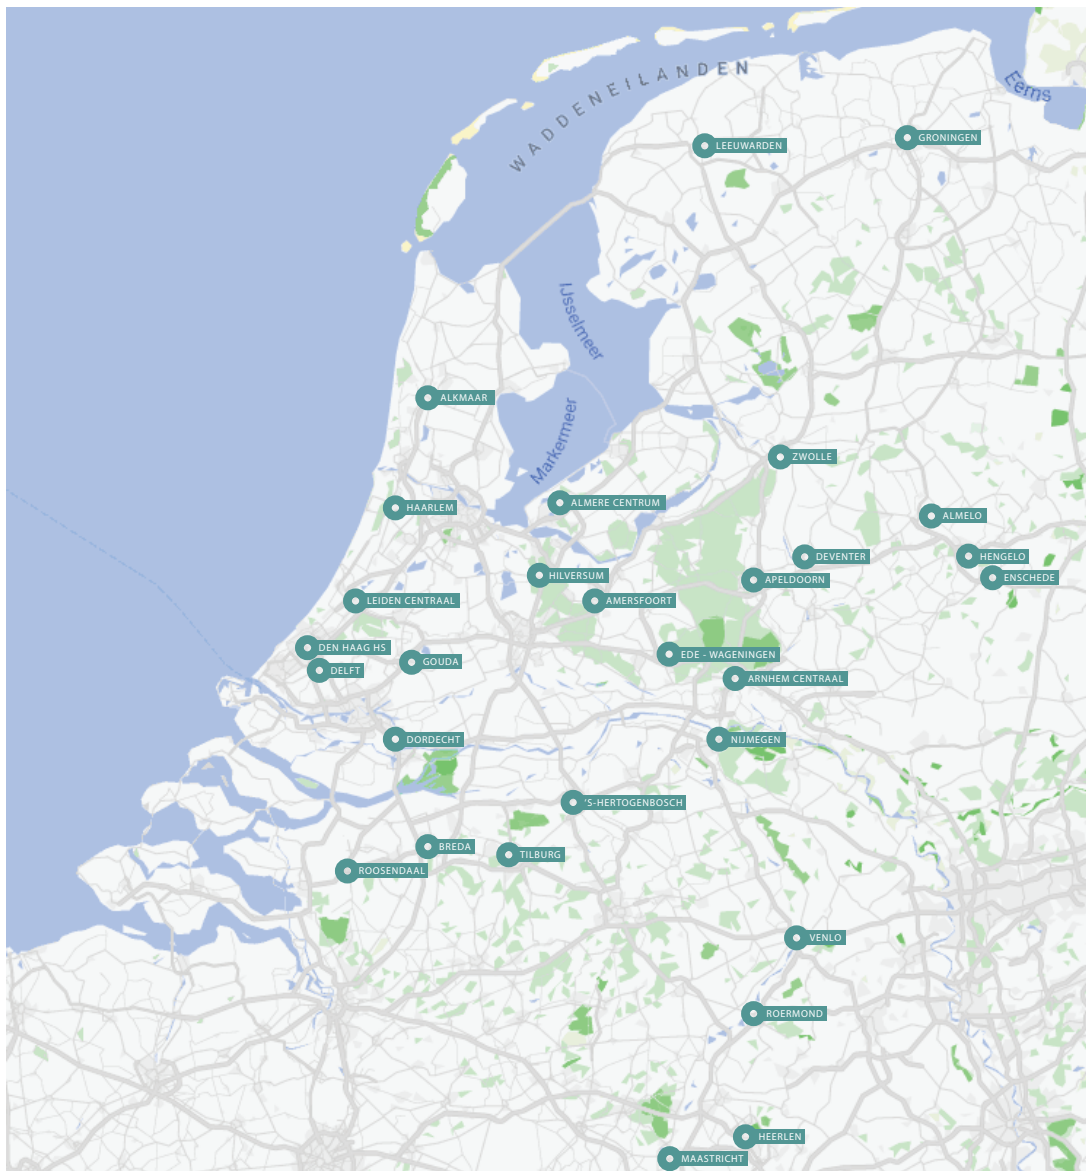 WADDENEILANDEN
Eems
GRONINGEN
LEEUWARDEN
IJsselmeer
ALKMAAR
Markermeer
ZWOLLE
ALMERE CENTRUM
HAARLEM
ALMELO
DEVENTER
HENGELO
HILVERSUM
APELDOORN
ENSCHEDE
LEIDEN CENTRAAL
AMERSFOORT
DEN HAAG HS
EDE - WAGENINGEN
GOUDA
DELFT
ARNHEM CENTRAAL
DORDECHT
NIJMEGEN
'S-HERTOGENBOSCH
BREDA
TILBURG
ROOSENDAAL
VENLO
ROERMOND
HEERLEN
MAASTRICHT